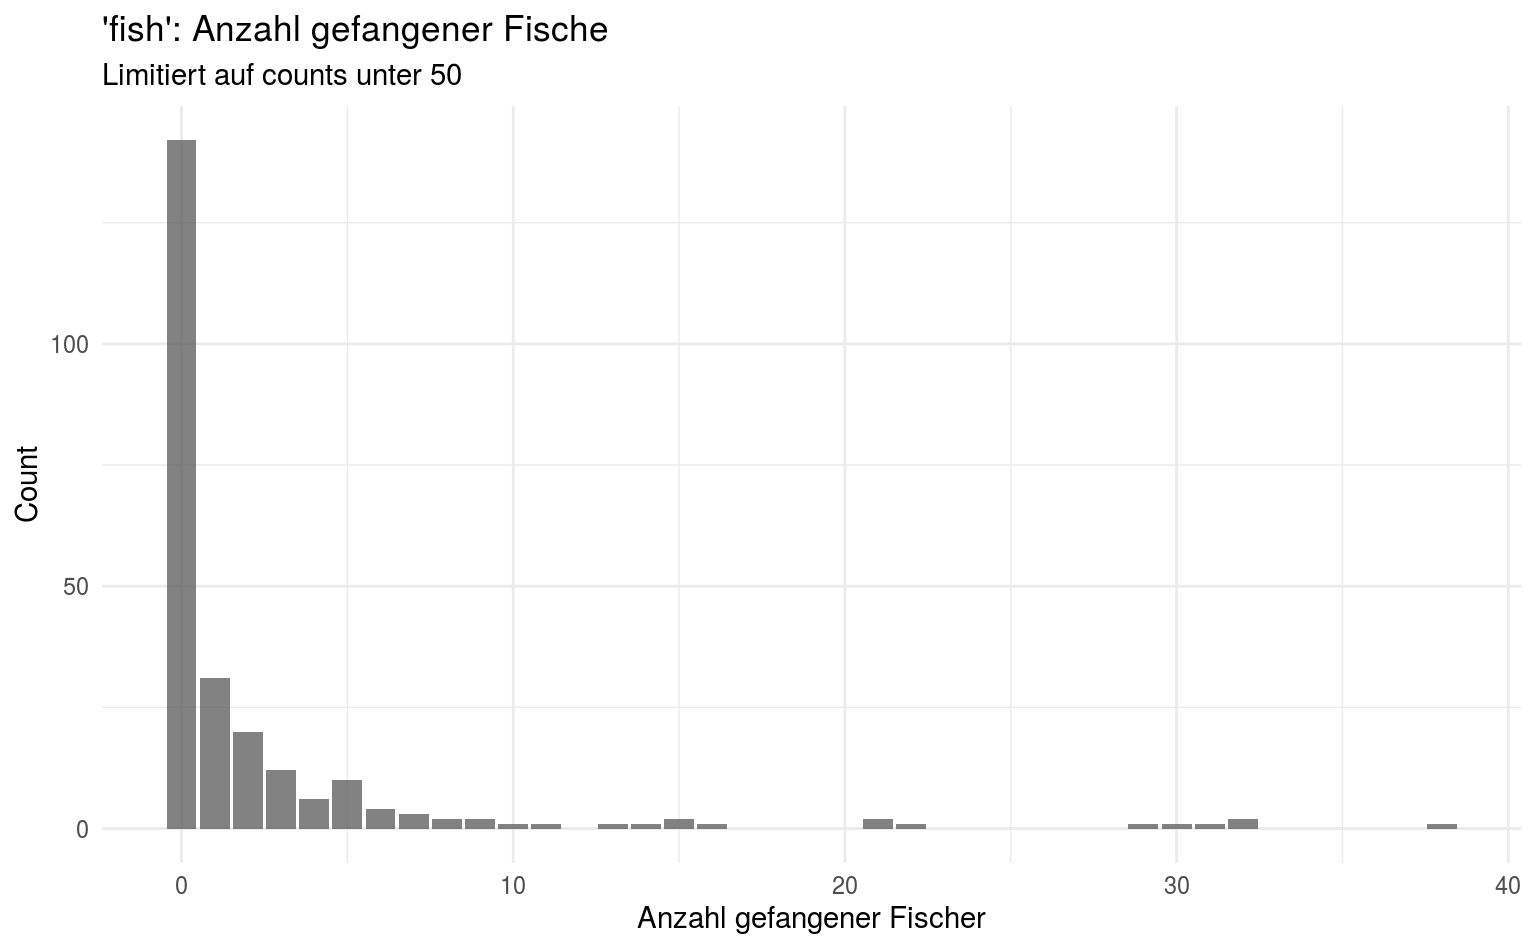 'fish': Anzahl gefangener Fische
Limitiert auf counts unter 50
Count
100
50
0
0 10 20 30 40
Anzahl gefangener Fischer